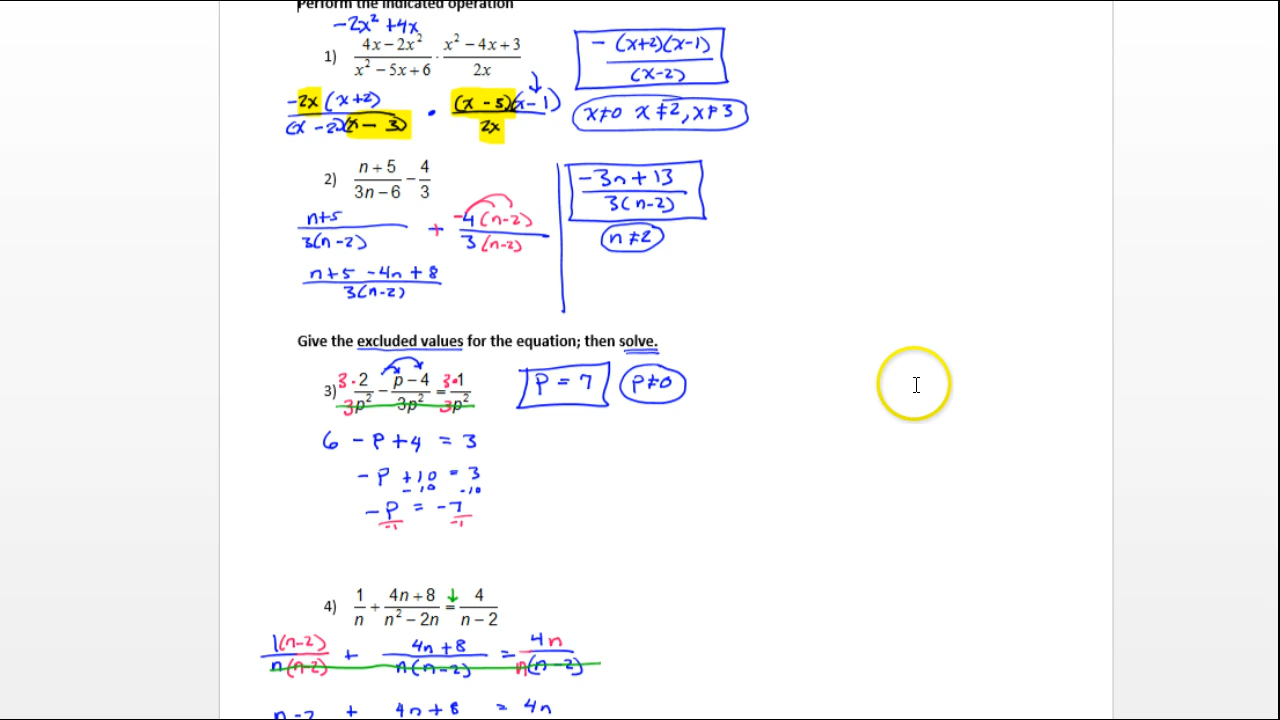 Perform the indicated operation
-2x² +4x
1) (4x − 2x²)/(x² − 5x + 6) · (x² − 4x + 3)/(2x)
-(x+2)(x-1)/(x-2)
-2x(x+2)/(x-2)(x-3) • (x-3)(x-1)/2x
x≠0 x≠2, x≠3
2) (n + 5)/(3n − 6) − 4/3
(-3n+13)/3(n-2)
n+5/3(n-2) + -4(n-2)/3(n-2)
n≠2
n+5 -4n+8/3(n-2)
Give the excluded values for the equation; then solve.
3) 3·2/3p² − (p − 4)/3p² = 3·1/3p²
P = 7
P≠0
6 - P +4 = 3
-P +10 = 3
-10 -10
-P = -7
-1 -1
4) 1/n + (4n + 8)/(n² − 2n) = 4/(n − 2)
1(n-2)/n(n-2) + 4n+8/n(n-2) = 4n/n(n-2)
n-2 + 4n+8 = 4n